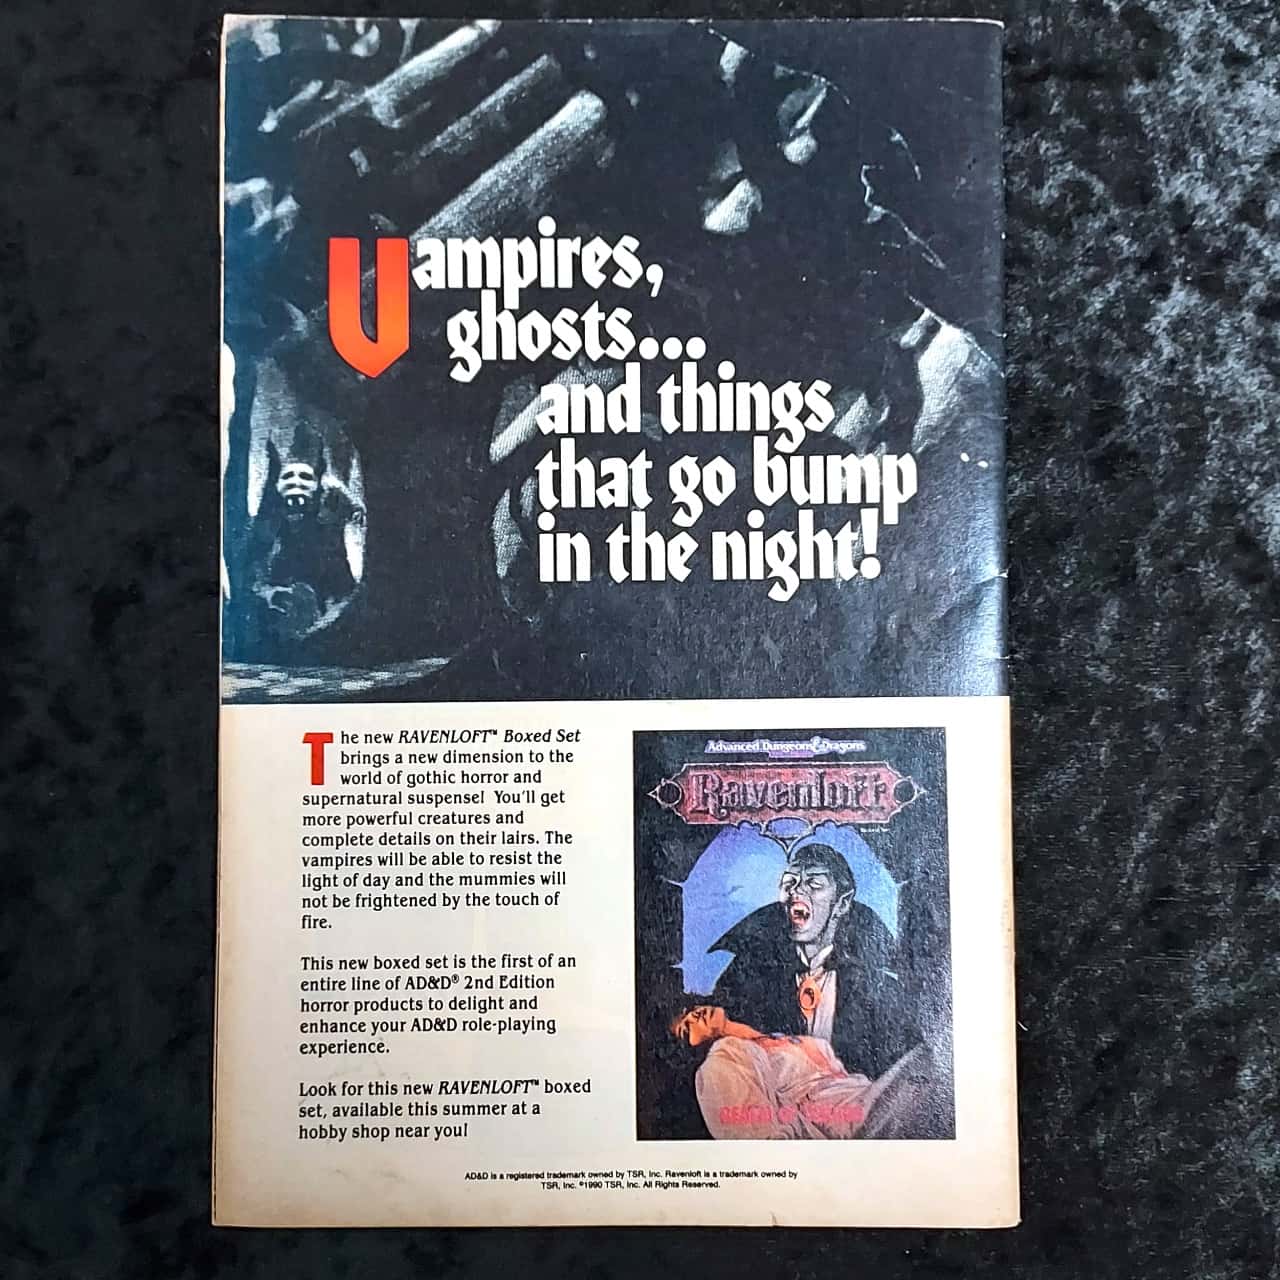 Vampires,
ghosts...
and things
that go bump
in the night!
The new RAVENLOFT™ Boxed Set
brings a new dimension to the
world of gothic horror and
supernatural suspense! You'll get
more powerful creatures and
complete details on their lairs. The
vampires will be able to resist the
light of day and the mummies will
not be frightened by the touch of
fire.
This new boxed set is the first of an
entire line of AD&D® 2nd Edition
horror products to delight and
enhance your AD&D role-playing
experience.
Look for this new RAVENLOFT™ boxed
set, available this summer at a
hobby shop near you!
Advanced Dungeons & Dragons
Ravenloft
AD&D is a registered trademark owned by TSR, Inc. Ravenloft is a trademark owned by
TSR, Inc. ©1990 TSR, Inc. All Rights Reserved.